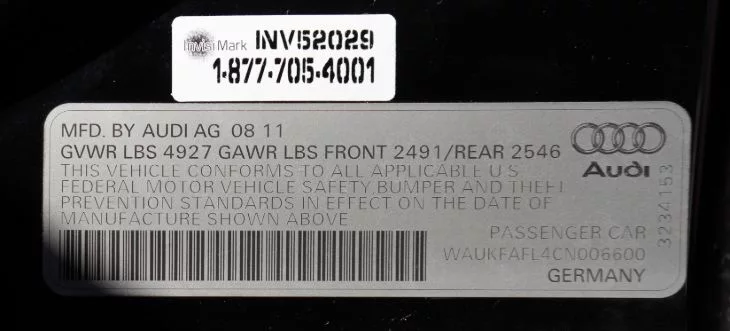 InvisiMark INV52029
1-877-705-4001
MFD. BY AUDI AG 08 11
GVWR LBS 4927 GAWR LBS FRONT 2491/REAR 2546
Audi
THIS VEHICLE CONFORMS TO ALL APPLICABLE U S
FEDERAL MOTOR VEHICLE SAFETY, BUMPER AND THEFT
PREVENTION STANDARDS IN EFFECT ON THE DATE OF
MANUFACTURE SHOWN ABOVE
3234153
PASSENGER CAR
WAUKFAFL4CN006600
GERMANY